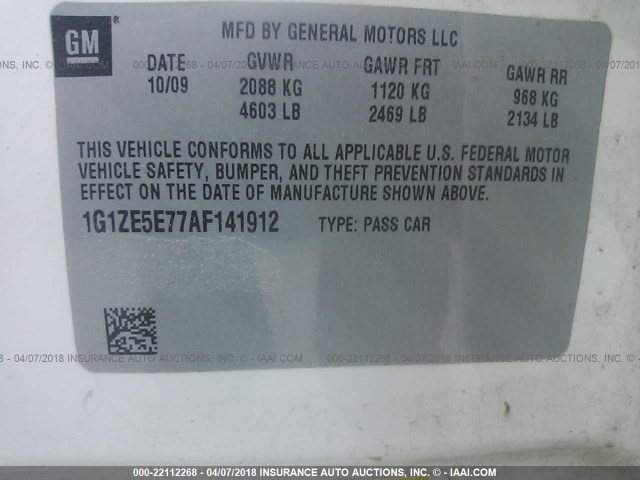 GM
MFD BY GENERAL MOTORS LLC
DATE GVWR GAWR FRT GAWR RR
10/09 2088 KG 1120 KG 968 KG
4603 LB 2469 LB 2134 LB
THIS VEHICLE CONFORMS TO ALL APPLICABLE U.S. FEDERAL MOTOR
VEHICLE SAFETY, BUMPER, AND THEFT PREVENTION STANDARDS IN
EFFECT ON THE DATE OF MANUFACTURE SHOWN ABOVE.
1G1ZE5E77AF141912 TYPE: PASS CAR
000-22112268 - 04/07/2018 INSURANCE AUTO AUCTIONS, INC. - © IAAI.COM